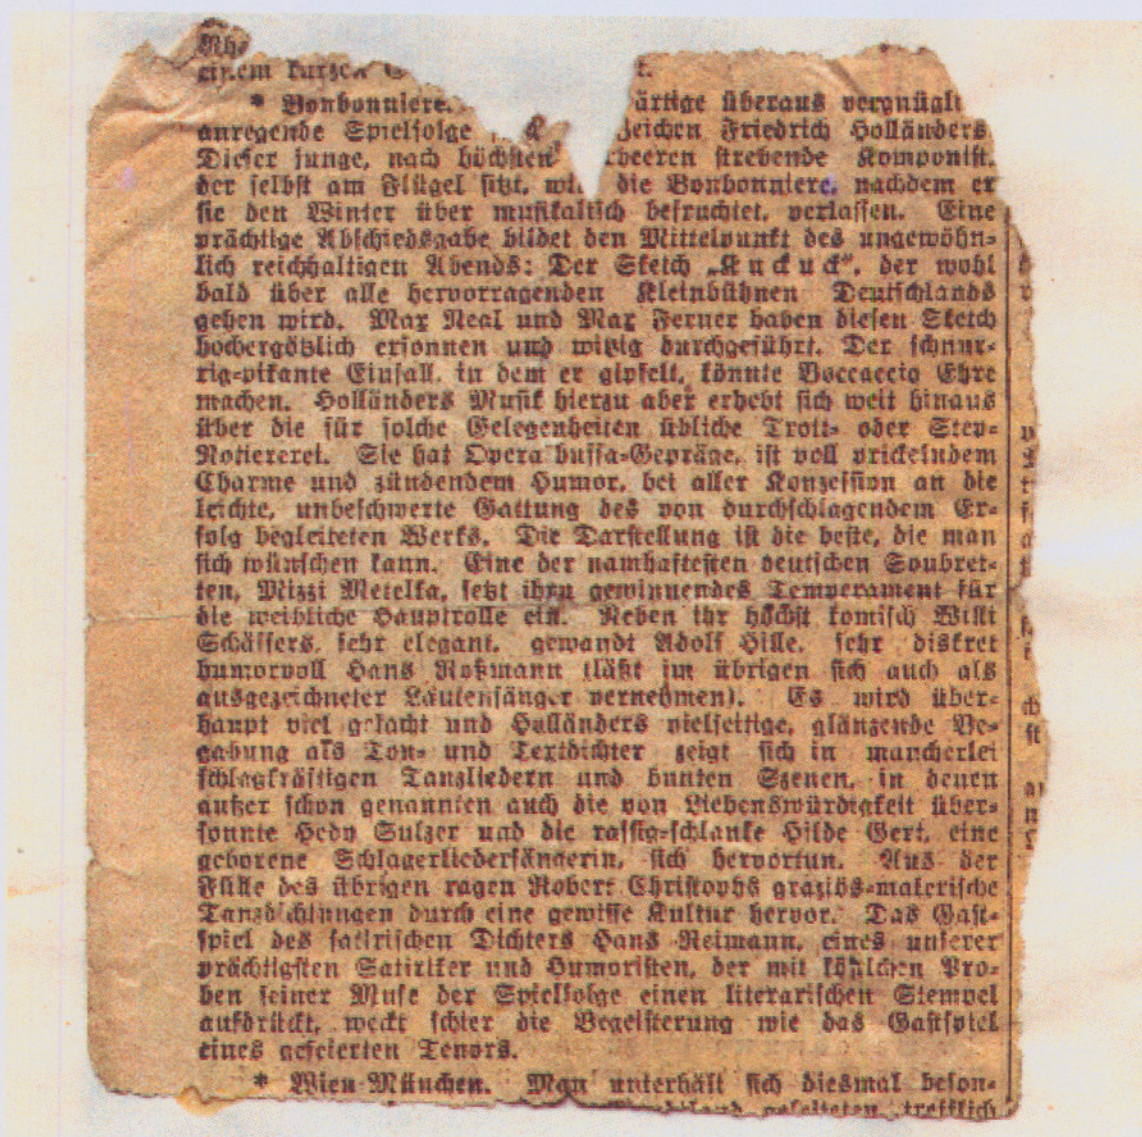 einem kurzen
* Bonbonniere. ärtige überaus vergnügli
anregende Spielfolge zeichen Friedrich Holländers.
Dieser junge, nach höchsten beeren strebende Komponist,
der selbst am Flügel sitzt, wi die Bonbonniere, nachdem er
sie den Winter über musikalisch befruchtet, verlassen. Eine
prächtige Abschiedsgabe bildet den Mittelpunkt des ungewöhn-
lich reichhaltigen Abends: Der Sketch „Kuckuck“, der wohl
bald über alle hervorragenden Kleinbühnen Deutschlands
gehen wird. Max Neal und Max Ferner haben diesen Sketch
hochergötzlich ersonnen und witzig durchgeführt. Der schnur-
rig-pikante Einfall, in dem er gipfelt, könnte Boccaccio Ehre
machen. Holländers Musik hierzu aber erhebt sich weit hinaus
über die für solche Gelegenheiten übliche Trott- oder Step-
Notiererei. Sie hat Opera buffa-Gepräge, ist voll prickelndem
Charme und zündendem Humor, bei aller Konzession an die
leichte, unbeschwerte Gattung des von durchschlagendem Er-
folg begleiteten Werks. Die Darstellung ist die beste, die man
sich wünschen kann. Eine der namhaftesten deutschen Soubret-
ten, Mizzi Metelka, setzt ihr gewinnendes Temperament für
die weibliche Hauptrolle ein. Neben ihr höchst komisch Willi
Schäffers, sehr elegant, gewandt Adolf Hille, sehr diskret
humorvoll Hans Roßmann (läßt im übrigen sich auch als
ausgezeichneter Lautensänger vernehmen). Es wird über-
haupt viel gelacht und Holländers vielseitige, glänzende Be-
gabung als Ton- und Textdichter zeigt sich in mancherlei
schlagkräftigen Tanzliedern und bunten Szenen, in denen
außer schon genannten auch die von Liebenswürdigkeit über-
sonnte Hedy Sulzer und die rassig-schlanke Hilde Gert, eine
geborene Schlagerliedersängerin, sich hervortun. Aus der
Fülle des übrigen ragen Robert Christophs graziös-malerische
Tanzdichtungen durch eine gewisse Kultur hervor. Das Gast-
spiel des satirischen Dichters Hans Reimann, eines unserer
prächtigsten Satiriker und Humoristen, der mit köstlichen Pro-
ben seiner Muse der Spielfolge einen literarischen Stempel
aufdrückt, weckt schier die Begeisterung wie das Gastspiel
eines gefeierten Tenors.
* Wien-München. Man unterhält sich diesmal beson-
geleiteten trefflich